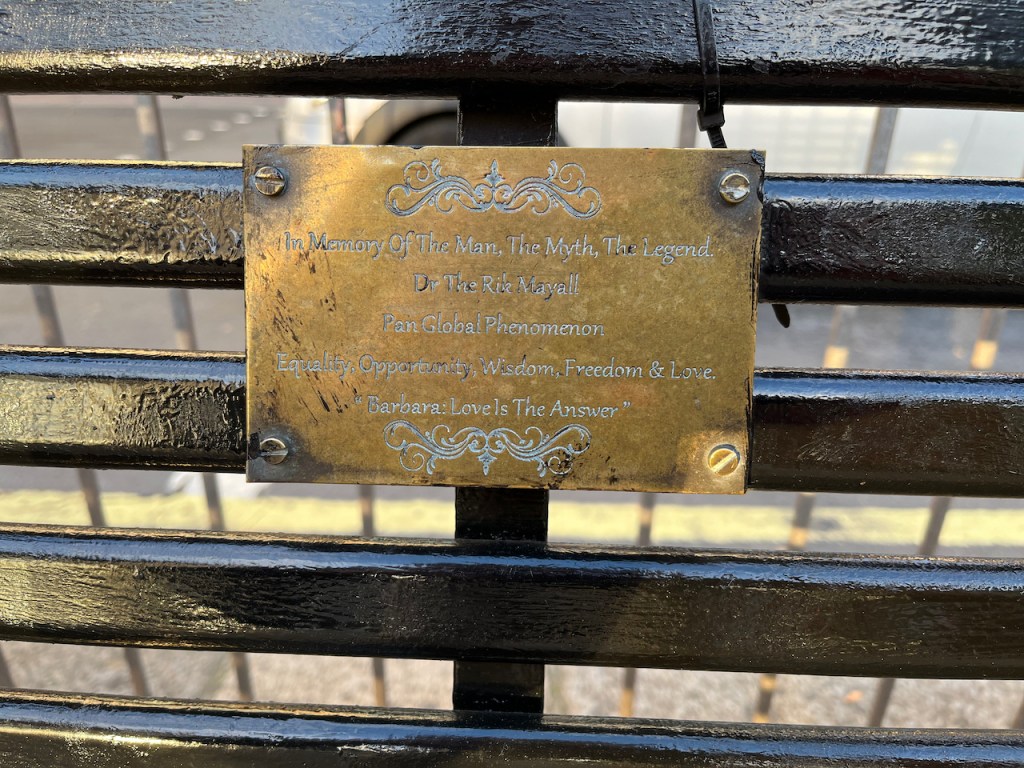 In Memory Of The Man, The Myth, The Legend.
Dr The Rik Mayall
Pan Global Phenomenon
Equality, Opportunity, Wisdom, Freedom & Love.
" Barbara: Love Is The Answer "